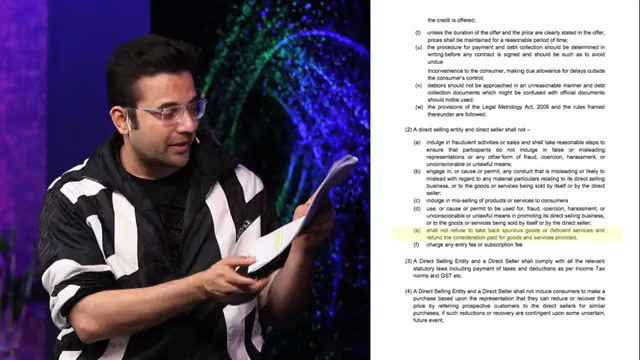 the credit is offered;
(t) unless the duration of the offer and the price are clearly stated in the offer,
prices shall be maintained for a reasonable period of time;
(u) the procedure for payment and debt collection should be determined in
writing before any contract is signed and should be such as to avoid
undue
Inconvenience to the consumer, making due allowance for delays outside
the consumer's control;
(v) debtors should not be approached in an unreasonable manner and debt
collection documents which might be confused with official documents
should notbe used;
(w) the provisions of the Legal Metrology Act, 2009 and the rules framed
thereunder are followed.
(2) A direct selling entity and direct seller shall not –
(a) indulge in fraudulent activities or sales and shall take reasonable steps to
ensure that participants do not indulge in false or misleading
representations or any other form of fraud, coercion, harassment, or
unconscionable or unlawful means;
(b) engage in, or cause or permit, any conduct that is misleading or likely to
mislead with regard to any material particulars relating to its direct selling
business, or to the goods or services being sold by itself or by the direct
seller;
(c) indulge in mis-selling of products or services to consumers
(d) use, or cause or permit to be used for, fraud, coercion, harassment, or
unconscionable or unlawful means in promoting its direct selling business,
or to the goods or services being sold by itself or by the direct seller;
(e) shall not refuse to take back spurious goods or deficient services and
refund the consideration paid for goods and services provided.
(f) charge any entry fee or subscription fee
(3) A Direct Selling Entity and a Direct Seller shall comply with all the relevant
statutory laws including payment of taxes and deductions as per Income Tax
norms and GST etc.
(4) A Direct Selling Entity and a Direct Seller shall not induce consumers to make a
purchase based upon the representation that they can reduce or recover the
price by referring prospective customers to the direct sellers for similar
purchases, if such reductions or recovery are contingent upon some uncertain,
future event;